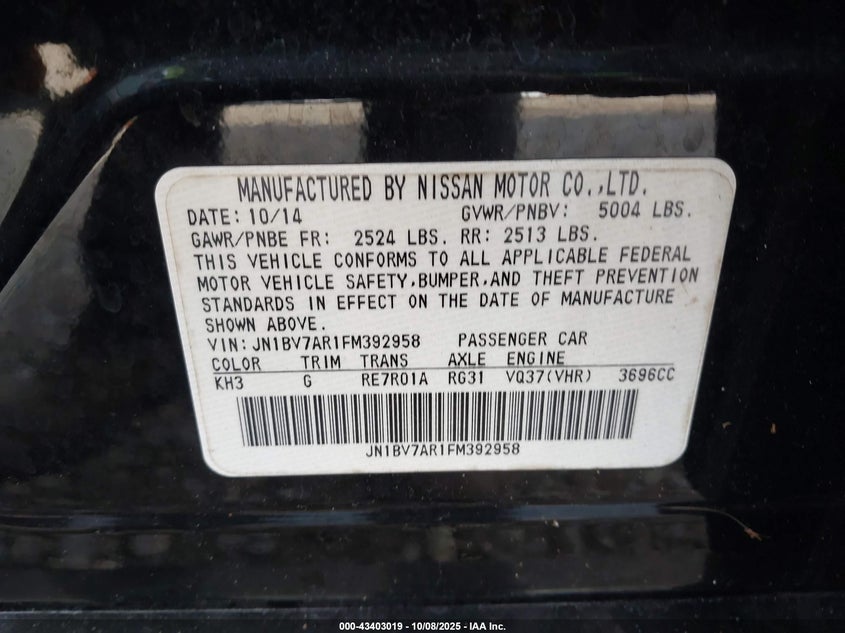 MANUFACTURED BY NISSAN MOTOR CO.,LTD.
DATE: 10/14 GVWR/PNBV: 5004 LBS.
GAWR/PNBE FR: 2524 LBS. RR: 2513 LBS.
THIS VEHICLE CONFORMS TO ALL APPLICABLE FEDERAL
MOTOR VEHICLE SAFETY,BUMPER,AND THEFT PREVENTION
STANDARDS IN EFFECT ON THE DATE OF MANUFACTURE
SHOWN ABOVE.
VIN: JN1BV7AR1FM392958 PASSENGER CAR
COLOR TRIM TRANS AXLE ENGINE
KH3 G RE7R01A RG31 VQ37(VHR) 3696CC
JN1BV7AR1FM392958
000-43403019 - 10/08/2025 - IAA Inc.